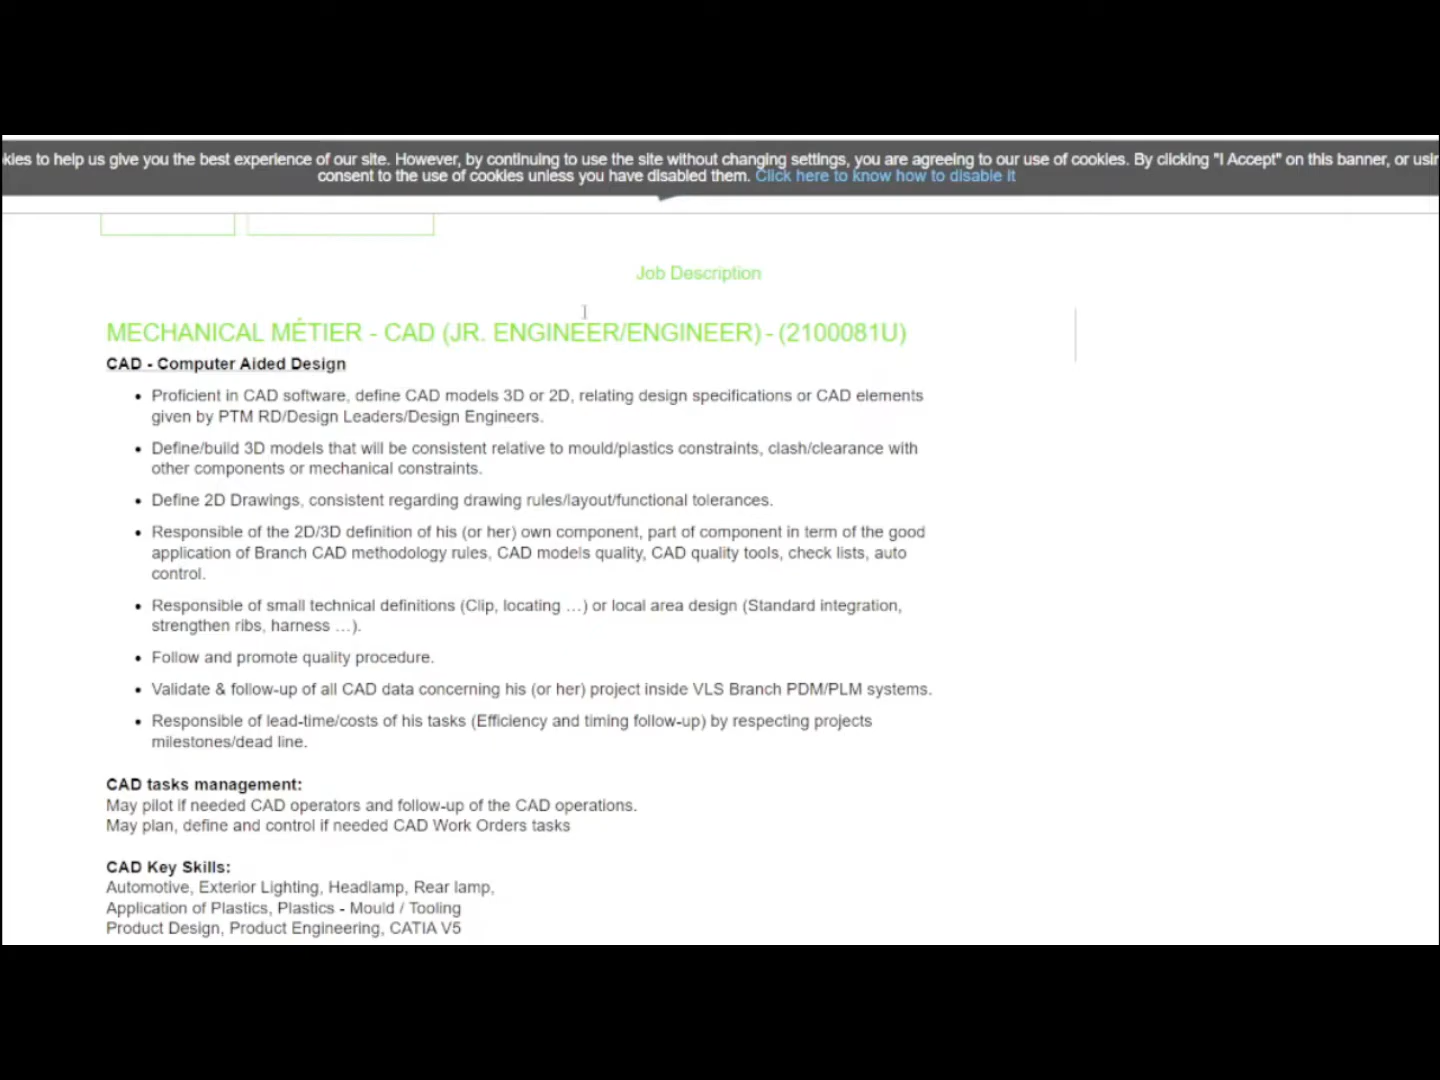 kies to help us give you the best experience of our site. However, by continuing to use the site without changing settings, you are agreeing to our use of cookies. By clicking "I Accept" on this banner, or usin
consent to the use of cookies unless you have disabled them. Click here to know how to disable it
Job Description
MECHANICAL MÉTIER - CAD (JR. ENGINEER/ENGINEER) - (2100081U)
CAD - Computer Aided Design
• Proficient in CAD software, define CAD models 3D or 2D, relating design specifications or CAD elements
given by PTM RD/Design Leaders/Design Engineers.
• Define/build 3D models that will be consistent relative to mould/plastics constraints, clash/clearance with
other components or mechanical constraints.
• Define 2D Drawings, consistent regarding drawing rules/layout/functional tolerances.
• Responsible of the 2D/3D definition of his (or her) own component, part of component in term of the good
application of Branch CAD methodology rules, CAD models quality, CAD quality tools, check lists, auto
control.
• Responsible of small technical definitions (Clip, locating ...) or local area design (Standard integration,
strengthen ribs, harness ...).
• Follow and promote quality procedure.
• Validate & follow-up of all CAD data concerning his (or her) project inside VLS Branch PDM/PLM systems.
• Responsible of lead-time/costs of his tasks (Efficiency and timing follow-up) by respecting projects
milestones/dead line.
CAD tasks management:
May pilot if needed CAD operators and follow-up of the CAD operations.
May plan, define and control if needed CAD Work Orders tasks
CAD Key Skills:
Automotive, Exterior Lighting, Headlamp, Rear lamp,
Application of Plastics, Plastics - Mould / Tooling
Product Design, Product Engineering, CATIA V5